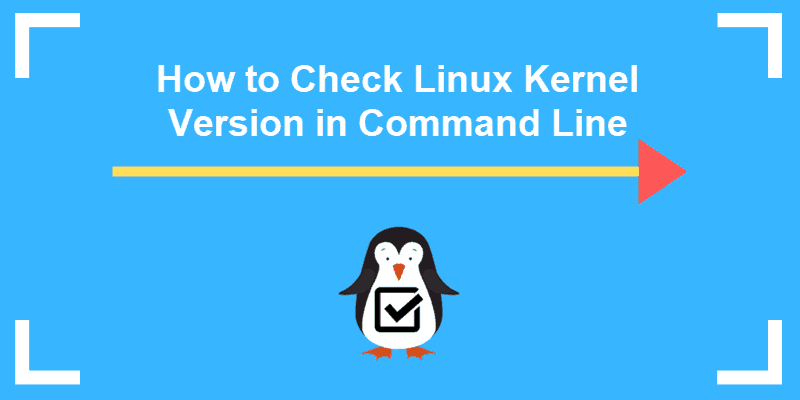 How to Check Linux Kernel
Version in Command Line